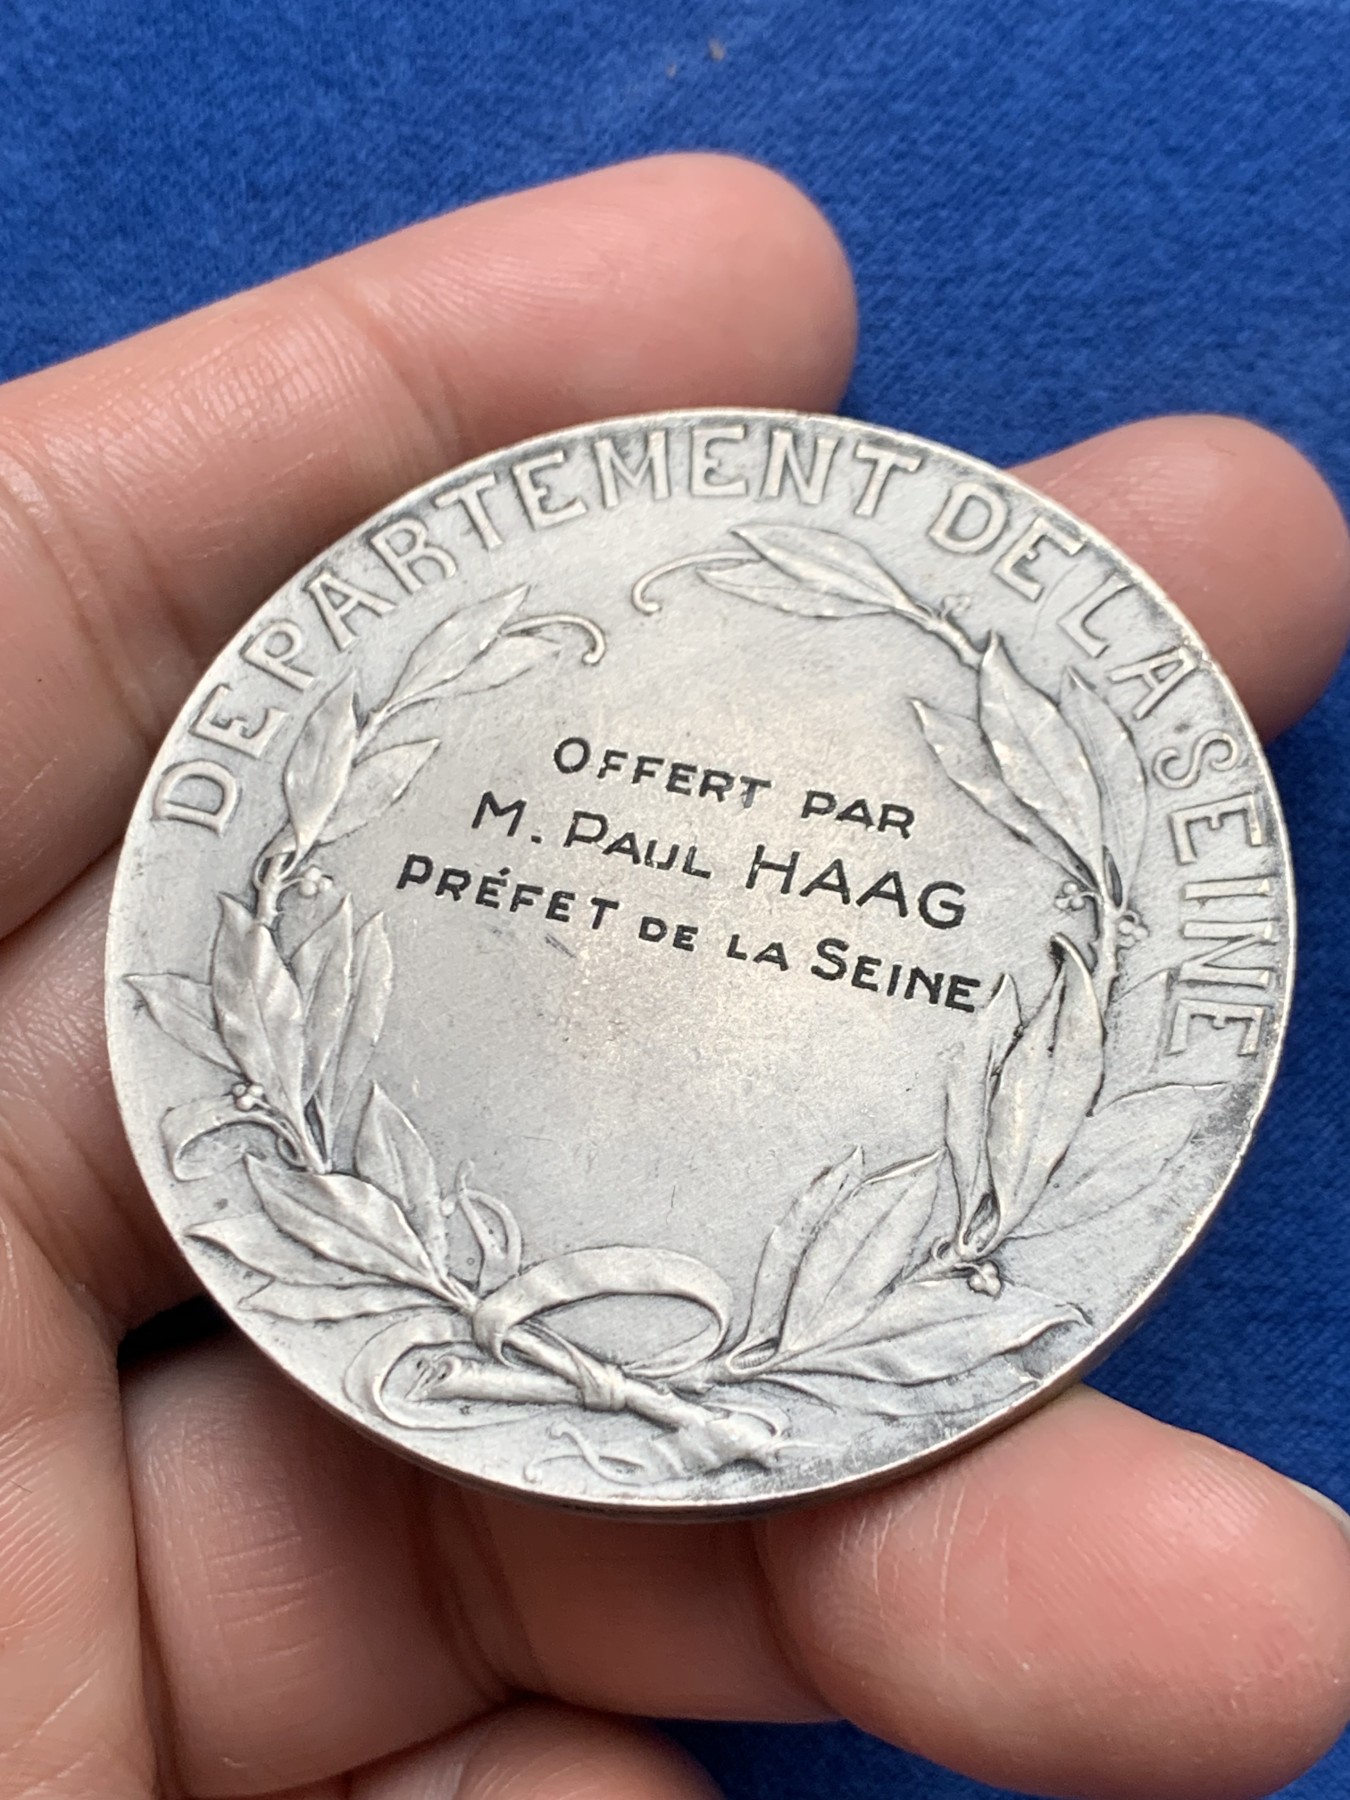 DEPARTEMENT DE LA SEINE
OFFERT PAR
M. PAUL HAAG
PRÉFET DE LA SEINE